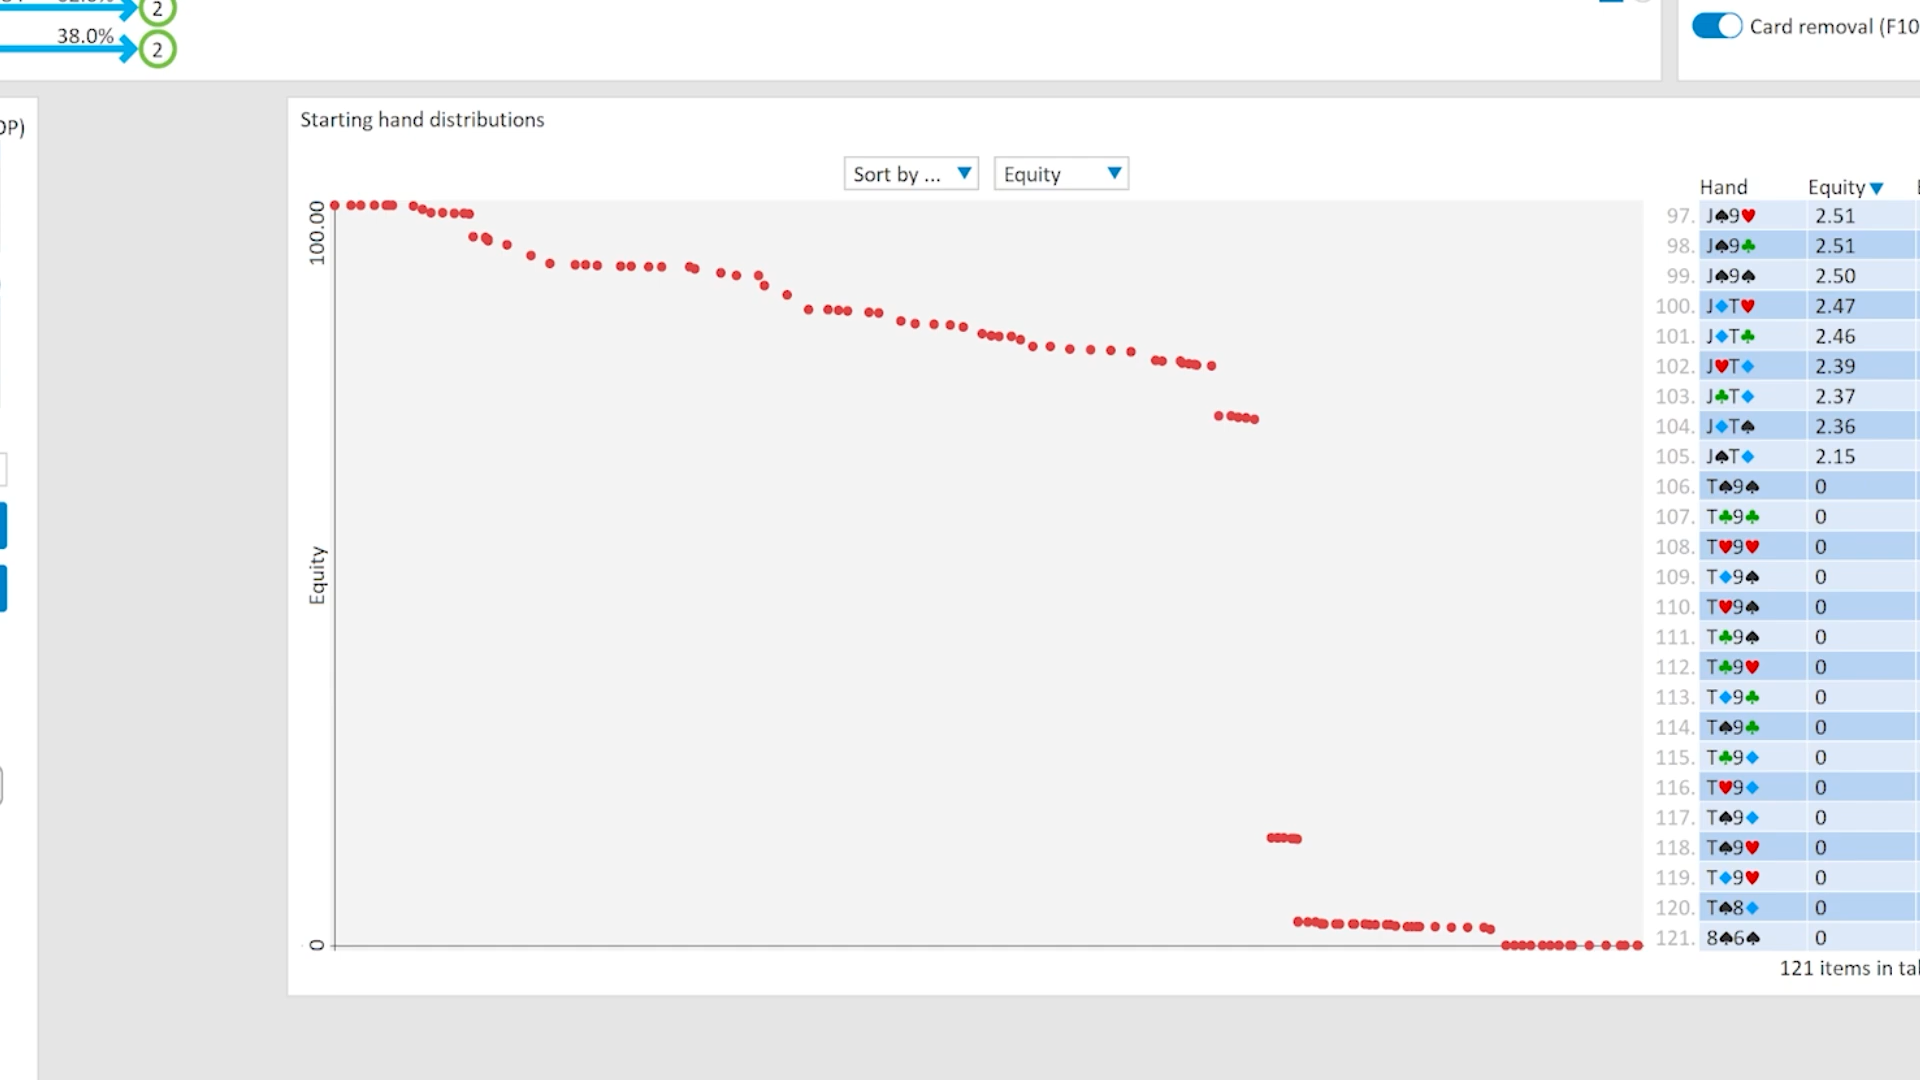 2
38.0%
2
Card removal (F10
OP)
Starting hand distributions
Sort by ...
Equity
100.00
Equity
0
Hand Equity
97. J♠9♥ 2.51
98. J♠9♣ 2.51
99. J♠9♠ 2.50
100. J♦T♥ 2.47
101. J♦T♣ 2.46
102. J♥T♦ 2.39
103. J♣T♦ 2.37
104. J♦T♠ 2.36
105. J♠T♦ 2.15
106. T♠9♠ 0
107. T♣9♣ 0
108. T♥9♥ 0
109. T♦9♠ 0
110. T♥9♠ 0
111. T♣9♠ 0
112. T♣9♥ 0
113. T♦9♣ 0
114. T♠9♣ 0
115. T♣9♦ 0
116. T♥9♦ 0
117. T♠9♦ 0
118. T♠9♥ 0
119. T♦9♥ 0
120. T♠8♦ 0
121. 8♠6♠ 0
121 items in tal